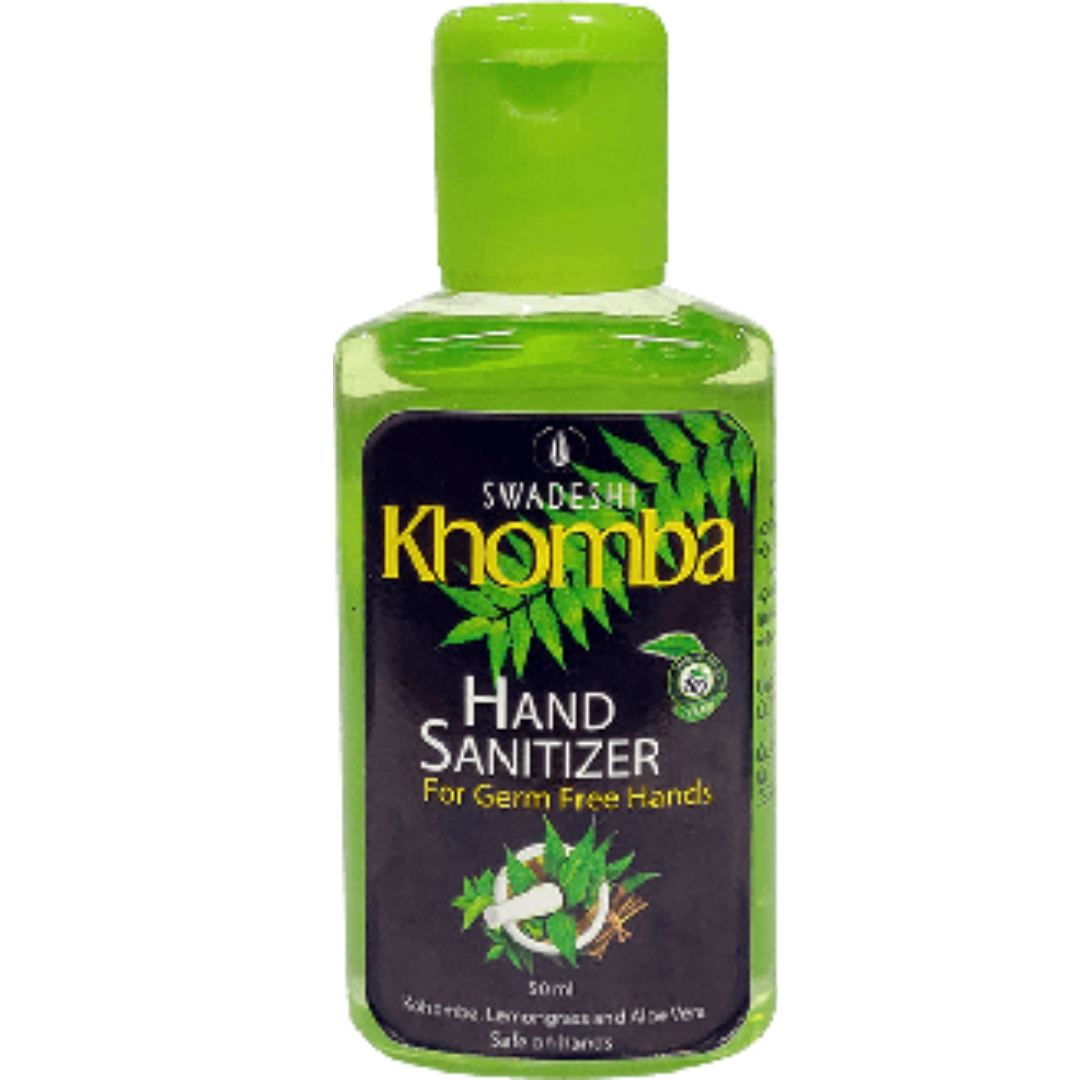 SWADESHI
Khomba
HAND
SANITIZER
For Germ Free Hands
50ml
Kohomba, Lemongrass and Aloe Vera
Safe on Hands